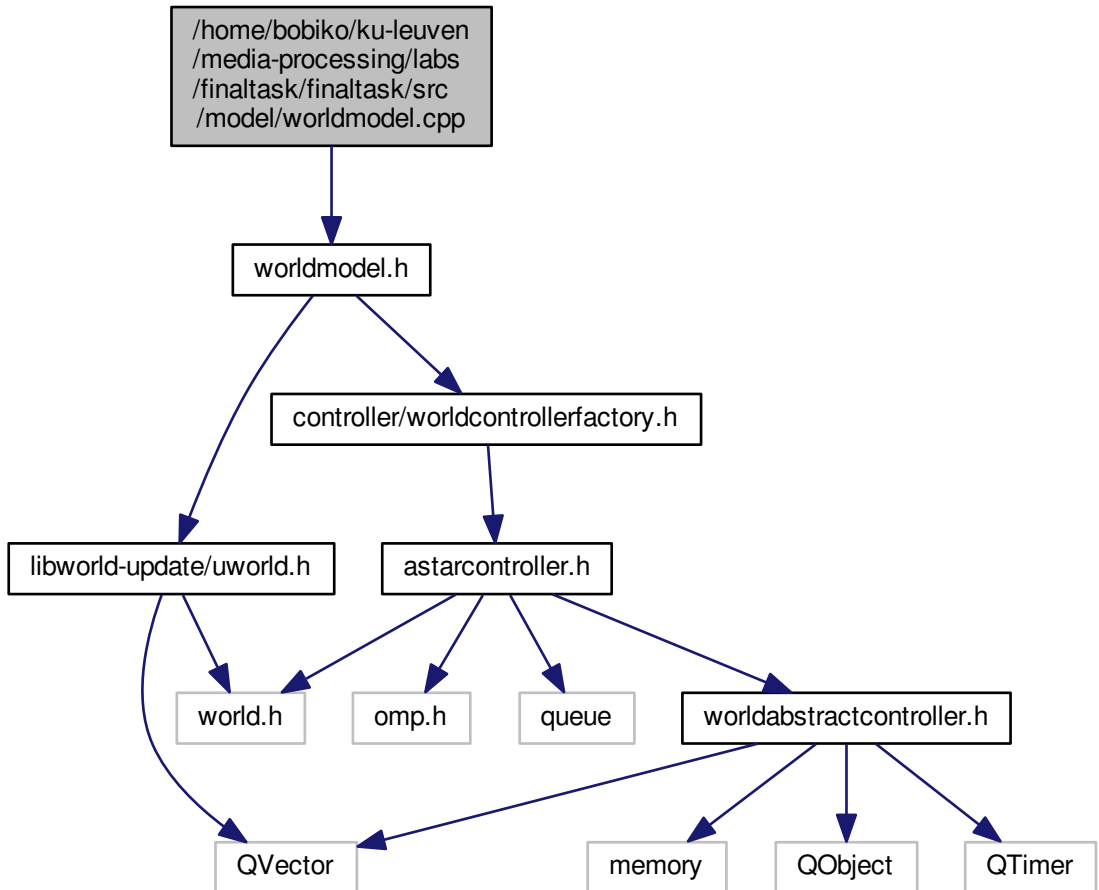 /home/bobiko/ku-leuven
/media-processing/labs
/finaltask/finaltask/src
/model/worldmodel.cpp
worldmodel.h
controller/worldcontrollerfactory.h
libworld-update/uworld.h
astarcontroller.h
world.h
omp.h
queue
worldabstractcontroller.h
QVector
memory
QObject
QTimer